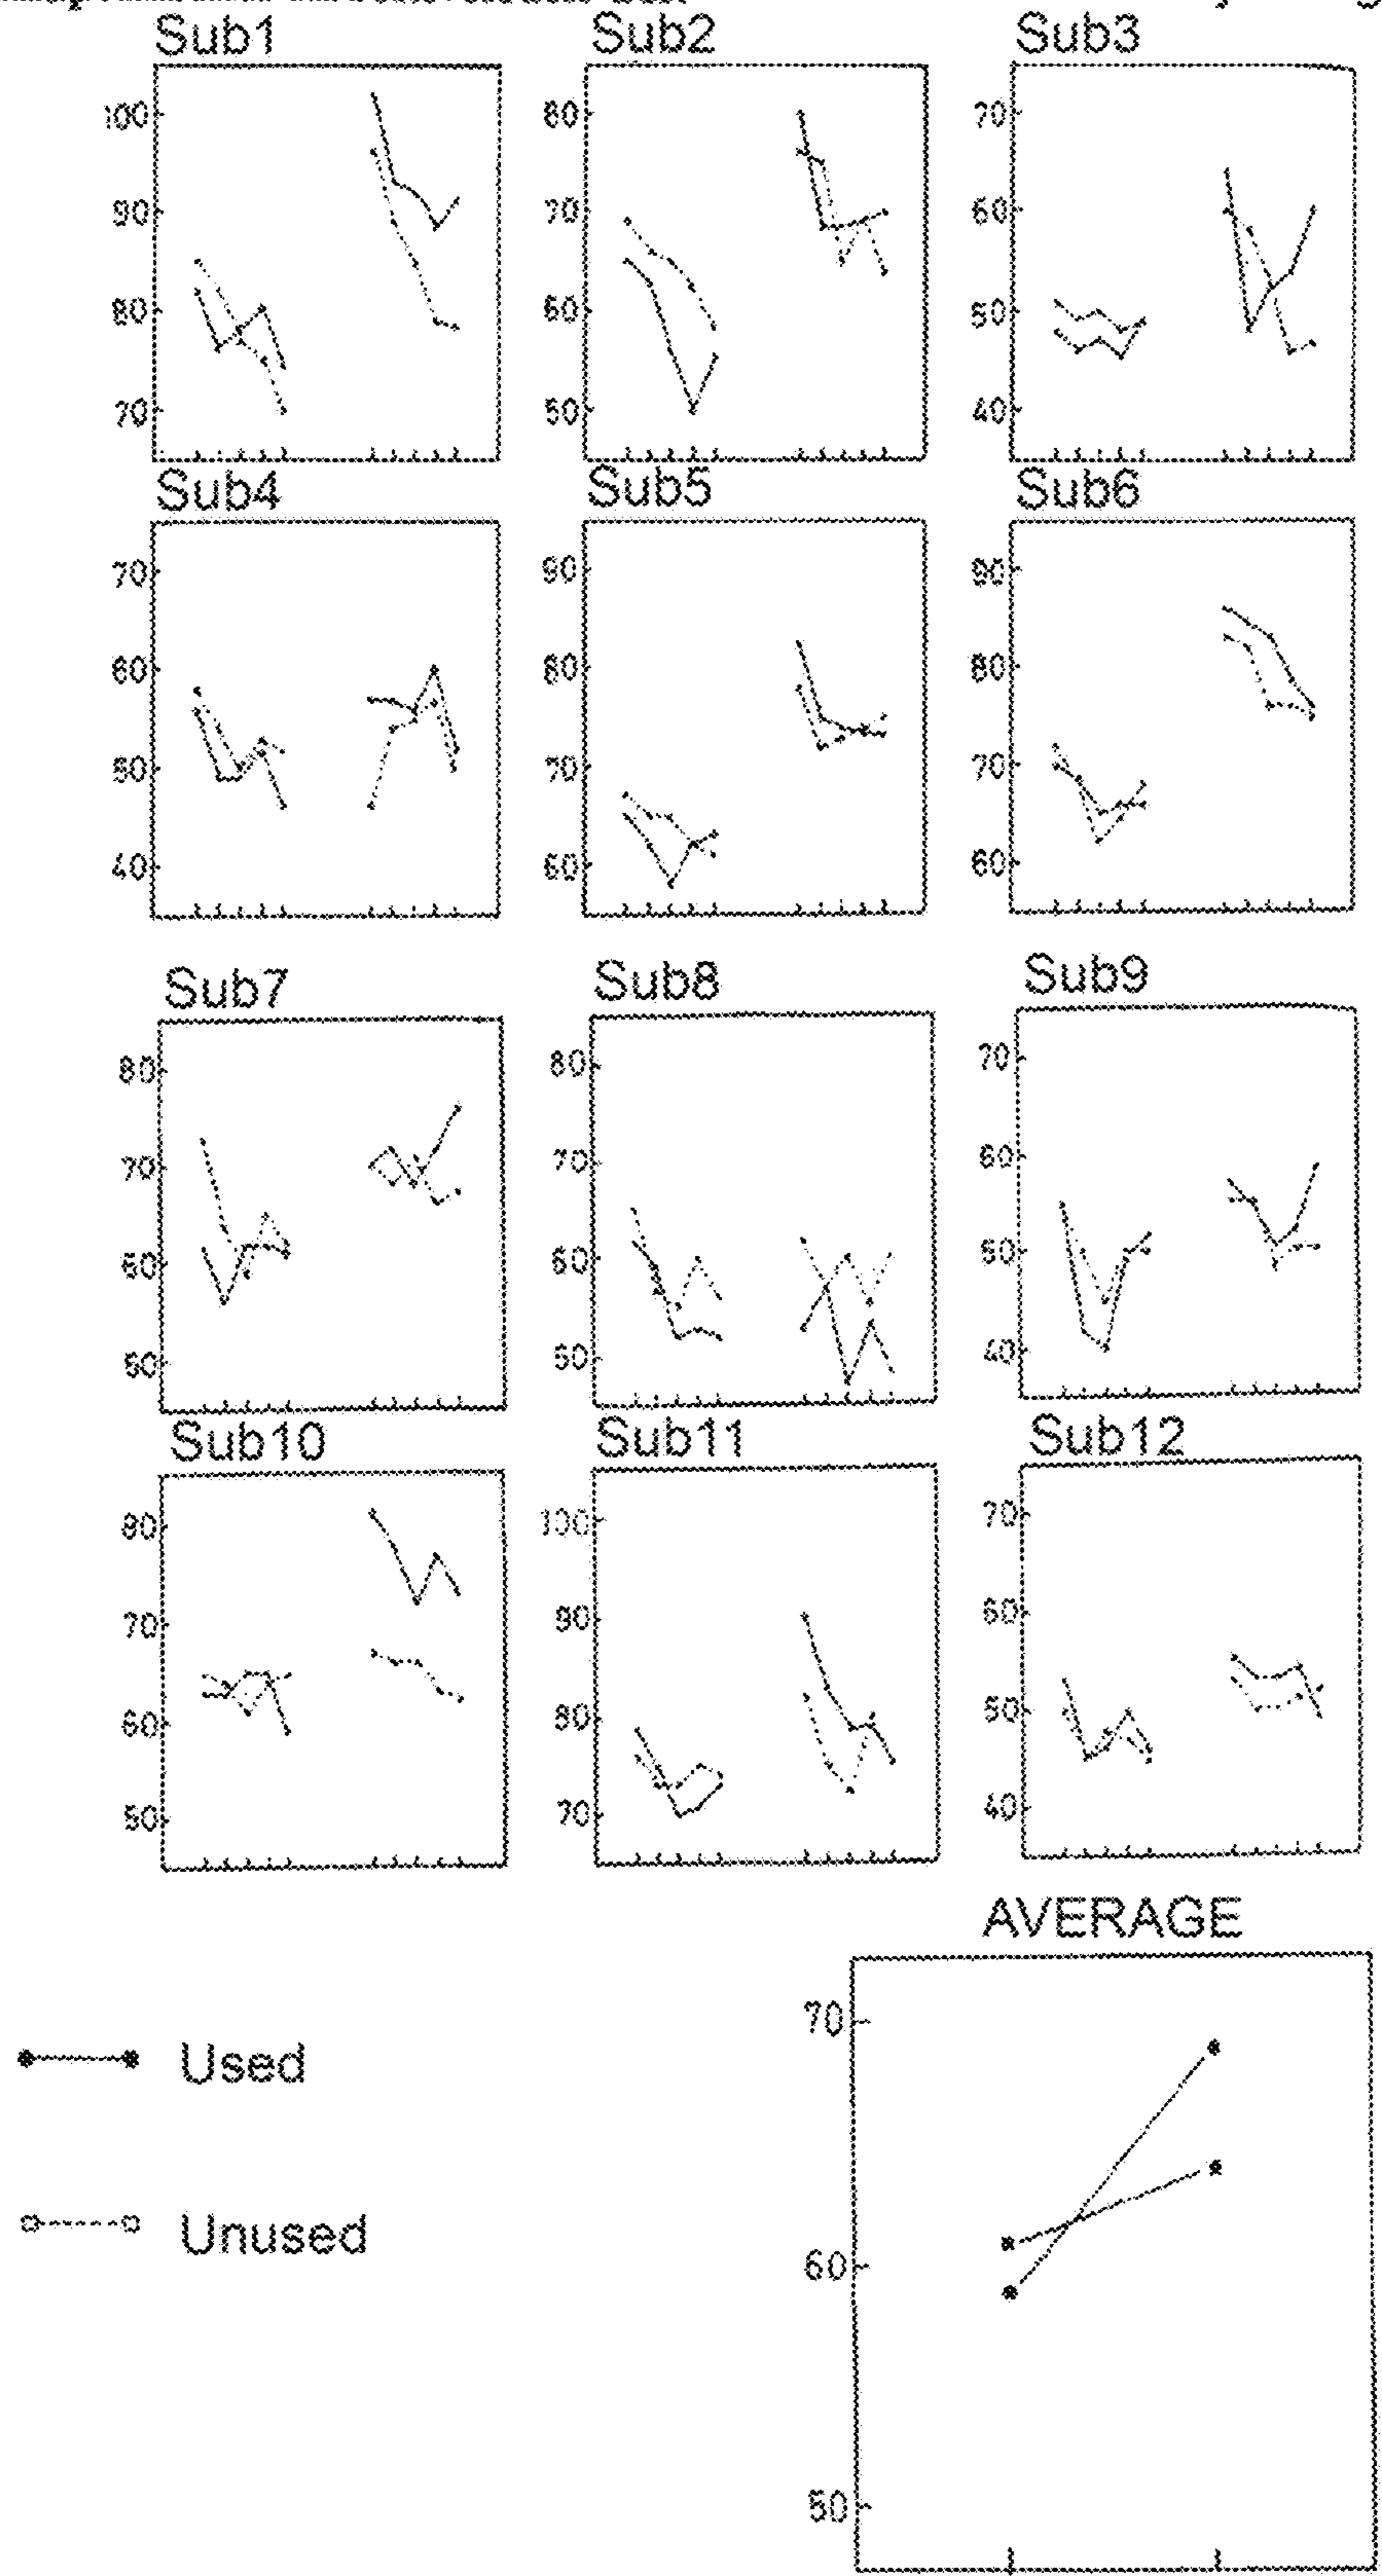 Sub1 Sub2 Sub3
100 80 70
90 70 60
80 60 50
70 50 40
Sub4 Sub5 Sub6
70 90 90
60 80 80
50 70 70
40 60 60
Sub7 Sub8 Sub9
80 80 70
70 70 60
60 60 50
50 50 40
Sub10 Sub11 Sub12
80 100 70
70 90 60
60 80 50
50 70 40
AVERAGE
70
60
50
Used
Unused